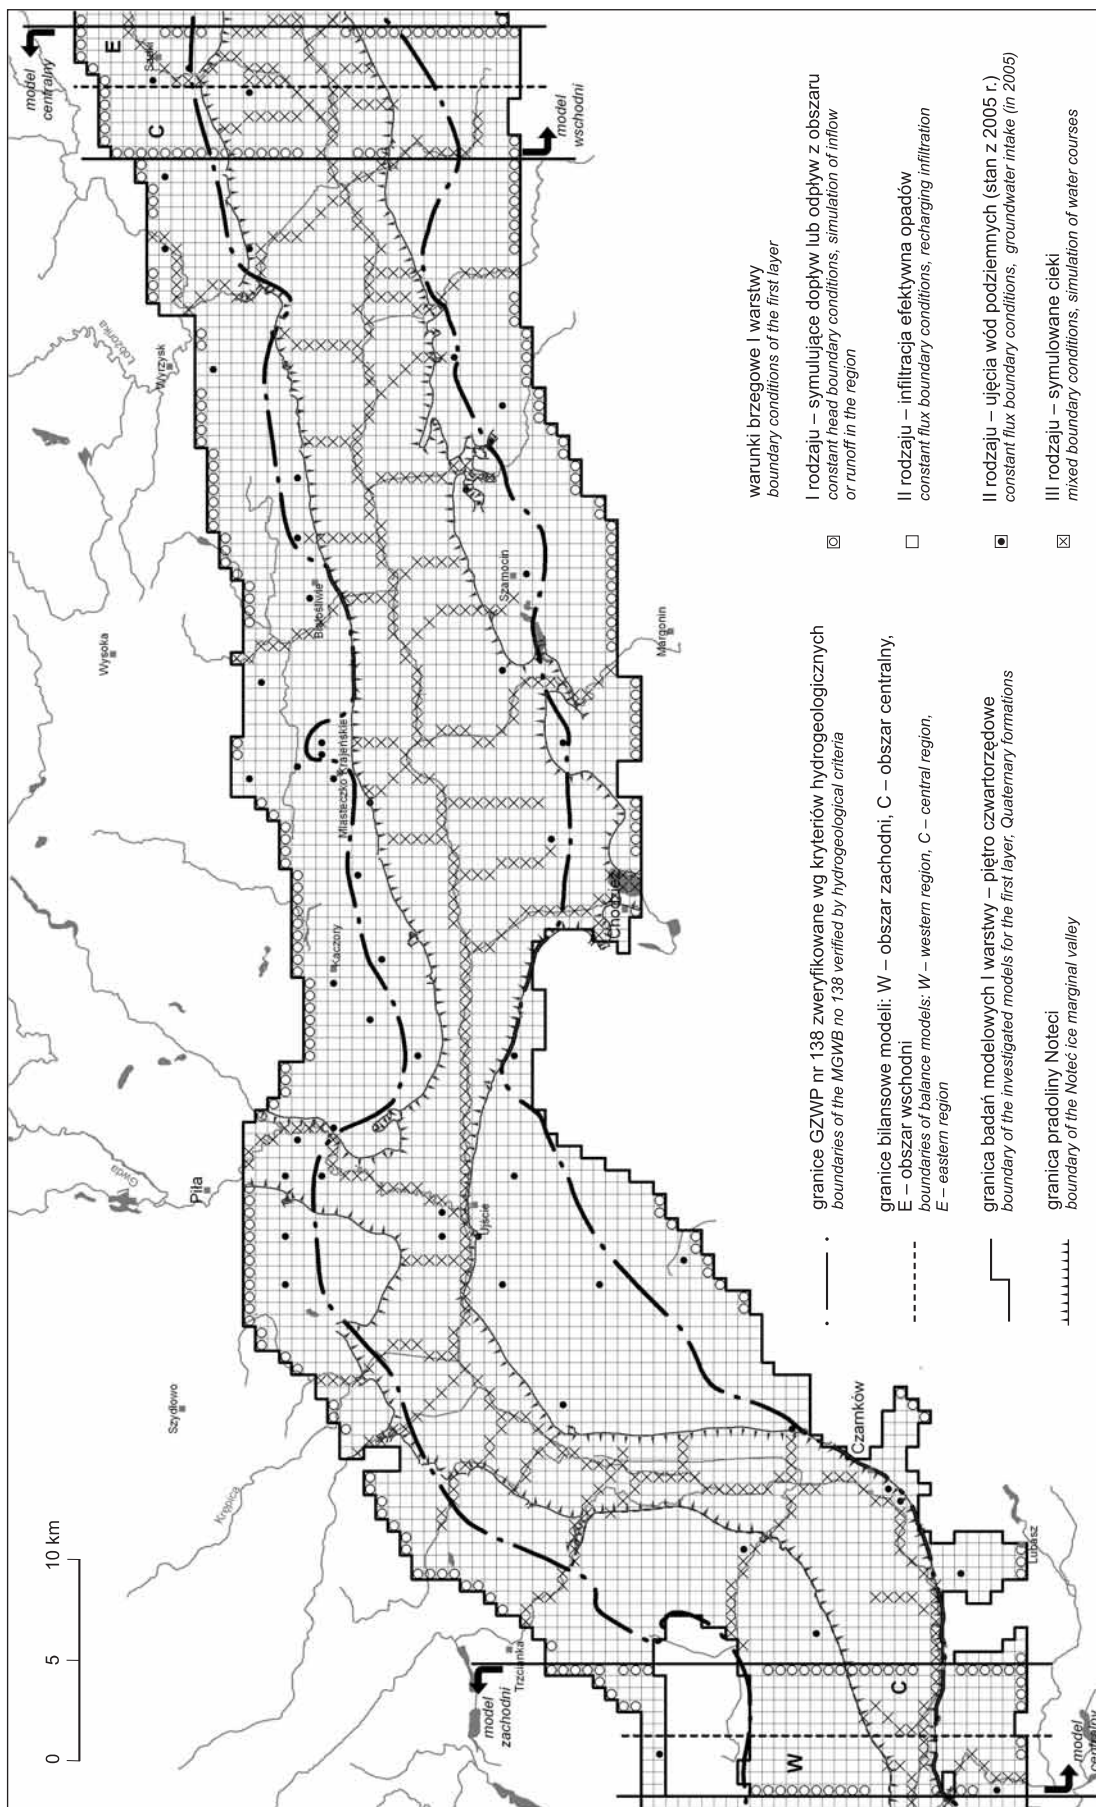 model
centralny
E
Sadki
C
model
wschodni
Łobżonka
Wyrzysk
Wysoka
Białośliwie
Szamocin
Margonin
Miasteczko Krajeńskie
Kaczory
Chodzież
Gwda
Piła
Ujście
Szydłowo
Krępica
Czarnków
Lubasz
Trzcianka
model
zachodni
C
W
model
centralny
0 5 10 km
granice GZWP nr 138 zweryfikowane wg kryteriów hydrogeologicznych
boundaries of the MGWB no 138 verified by hydrogeological criteria
granice bilansowe modeli: W – obszar zachodni, C – obszar centralny,
E – obszar wschodni
boundaries of balance models: W – western region, C – central region,
E – eastern region
granica badań modelowych I warstwy – piętro czwartorzędowe
boundary of the investigated models for the first layer, Quaternary formations
granica pradoliny Noteci
boundary of the Noteć ice marginal valley
warunki brzegowe I warstwy
boundary conditions of the first layer
I rodzaju – symulujące dopływ lub odpływ z obszaru
constant head boundary conditions, simulation of inflow
or runoff in the region
II rodzaju – infiltracja efektywna opadów
constant flux boundary conditions, recharging infiltration
II rodzaju – ujęcia wód podziemnych (stan z 2005 r.)
constant flux boundary conditions, groundwater intake (in 2005)
III rodzaju – symulowane cieki
mixed boundary conditions, simulation of water courses